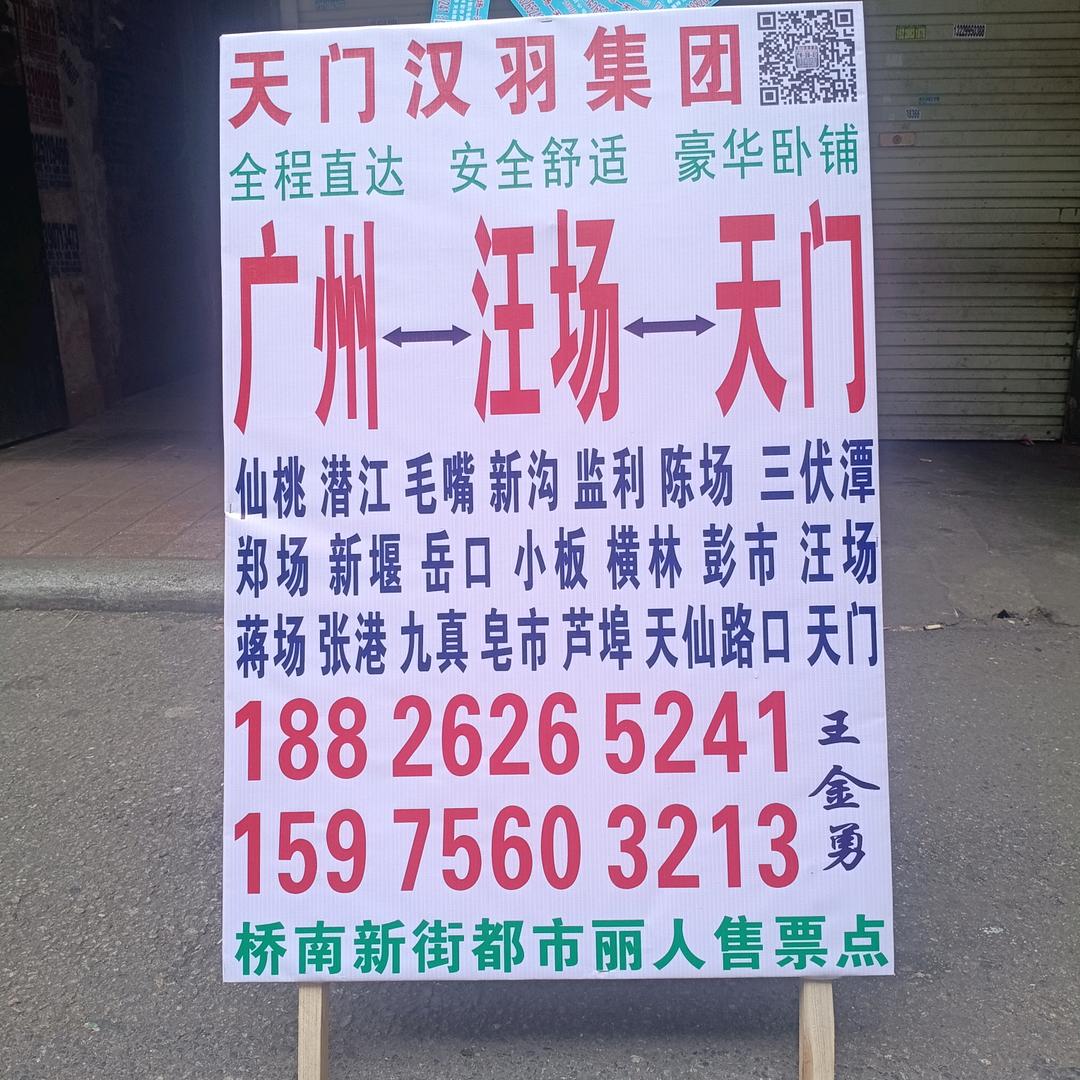 天门汉羽集团
全程直达 安全舒适 豪华卧铺
广州⟷汪场⟷天门
仙桃 潜江 毛嘴 新沟 监利 陈场 三伏潭
郑场 新堰 岳口 小板 横林 彭市 汪场
蒋场 张港 九真 皂市 芦埠 天仙路口 天门
188 2626 5241
159 7560 3213
王金勇
桥南新街都市丽人售票点